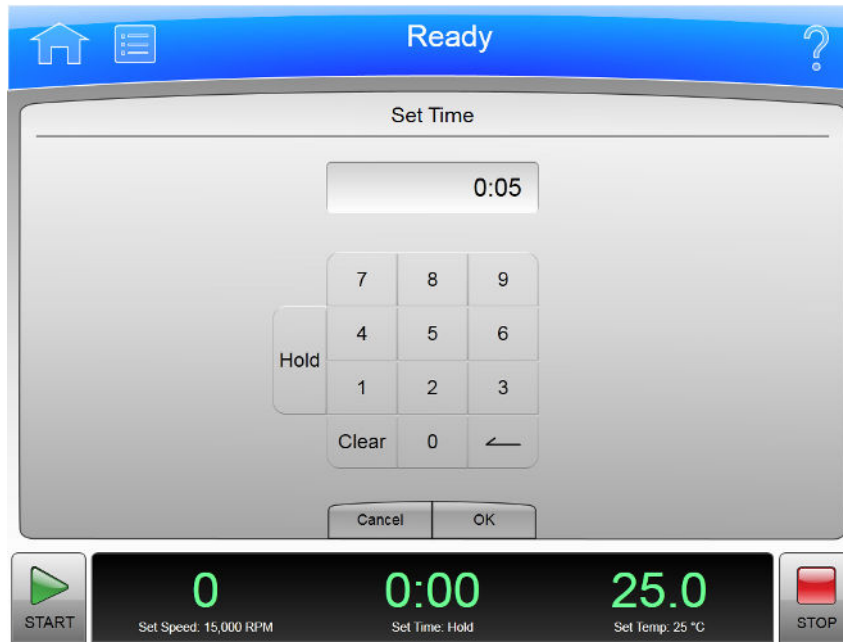 Ready
?
Set Time
0:05
7 8 9
4 5 6
Hold
1 2 3
Clear 0
Cancel OK
START
0 0:00 25.0
Set Speed: 15,000 RPM Set Time: Hold Set Temp: 25 °C
STOP